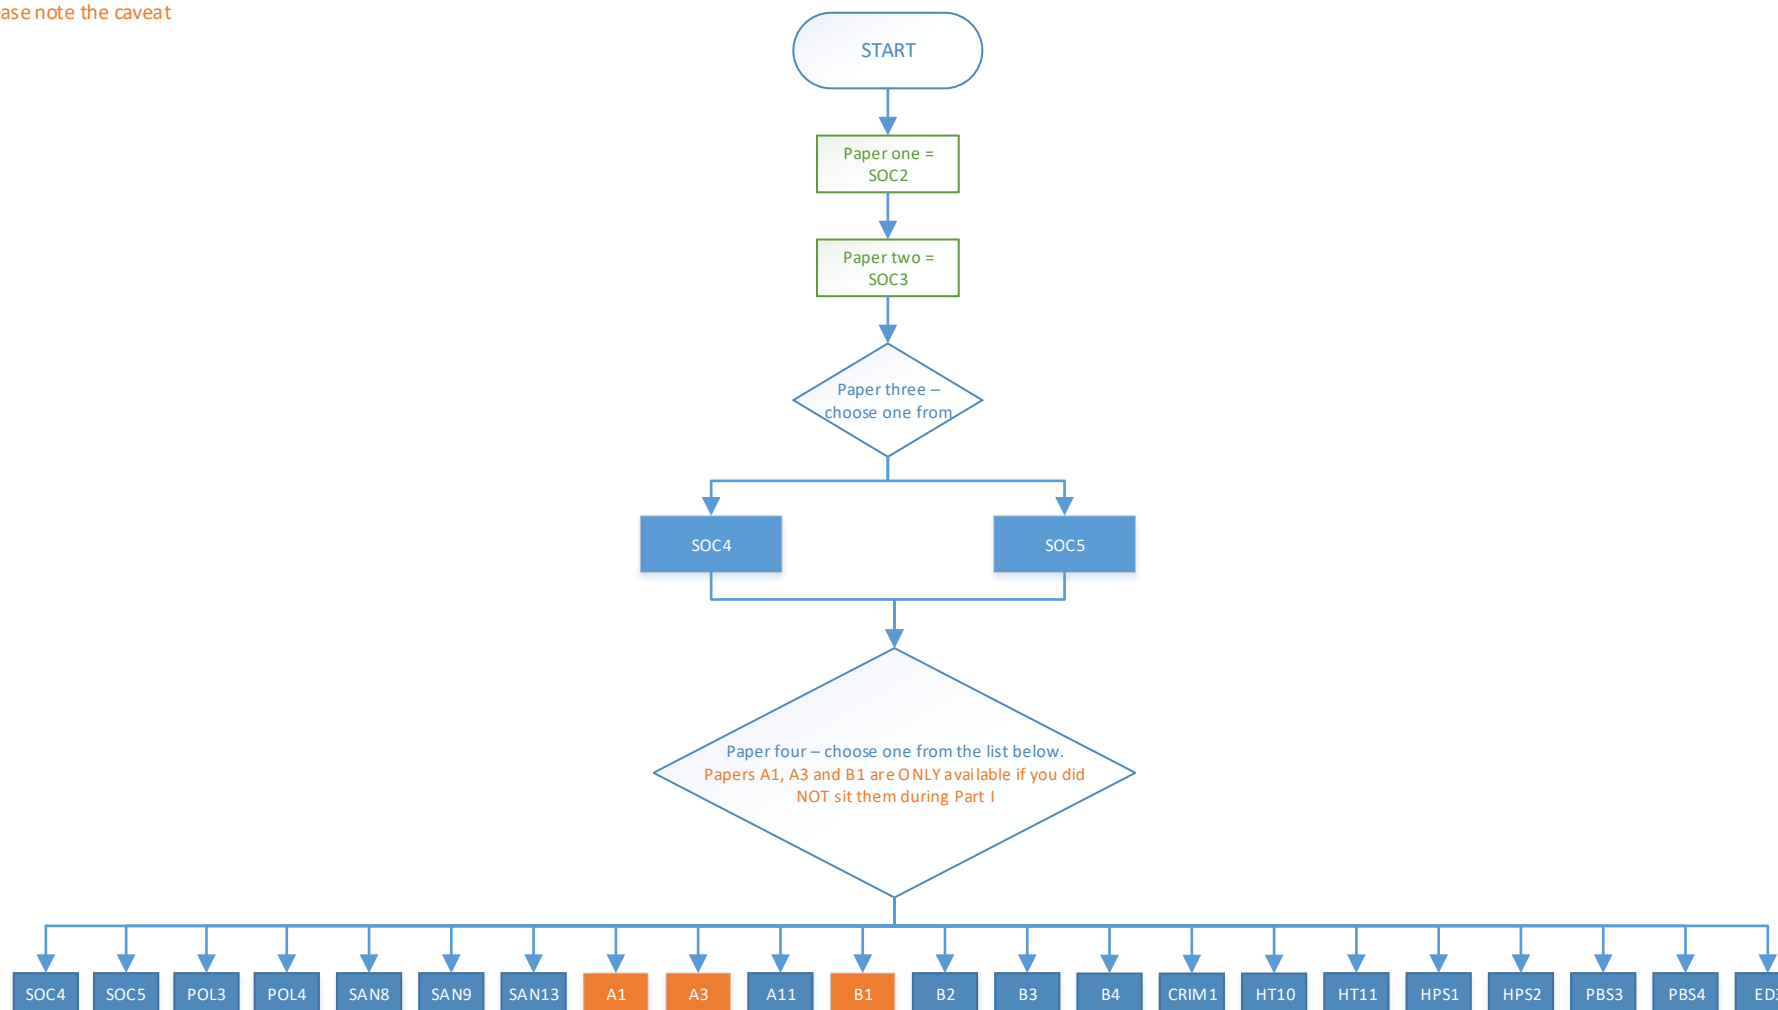 note the caveat
START
Paper one =
SOC2
Paper two =
SOC3
Paper three –
choose one from
SOC4 SOC5
Paper four – choose one from the list below.
Papers A1, A3 and B1 are ONLY available if you did
NOT sit them during Part I
SOC4 SOC5 POL3 POL4 SAN8 SAN9 SAN13 A1 A3 A11 B1 B2 B3 B4 CRIM1 HT10 HT11 HPS1 HPS2 PBS3 PBS4